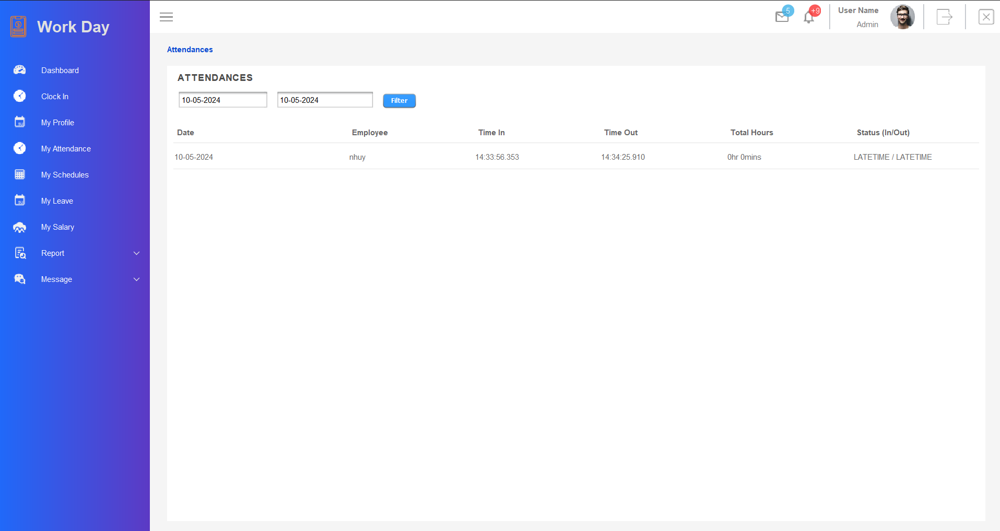 Work Day
5
+9
User Name
Admin
Dashboard
Clock In
My Profile
My Attendance
My Schedules
My Leave
My Salary
Report
Message
Attendances
ATTENDANCES
10-05-2024 10-05-2024 Filter
Date Employee Time In Time Out Total Hours Status (In/Out)
10-05-2024 nhuy 14:33:56.353 14:34:25.910 0hr 0mins LATETIME / LATETIME